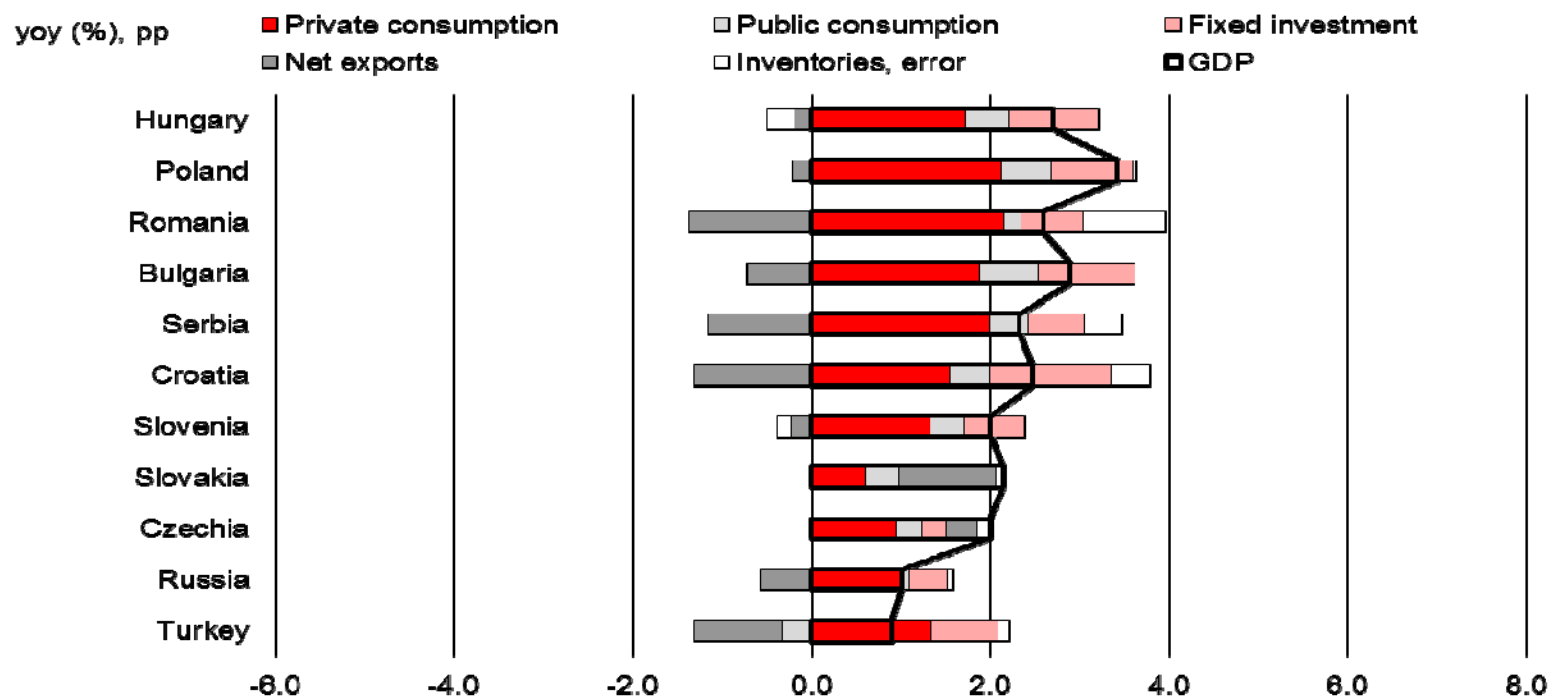 yoy (%), pp
Private consumption Public consumption Fixed investment
Net exports Inventories, error GDP
Hungary
Poland
Romania
Bulgaria
Serbia
Croatia
Slovenia
Slovakia
Czechia
Russia
Turkey
-6.0 -4.0 -2.0 0.0 2.0 4.0 6.0 8.0